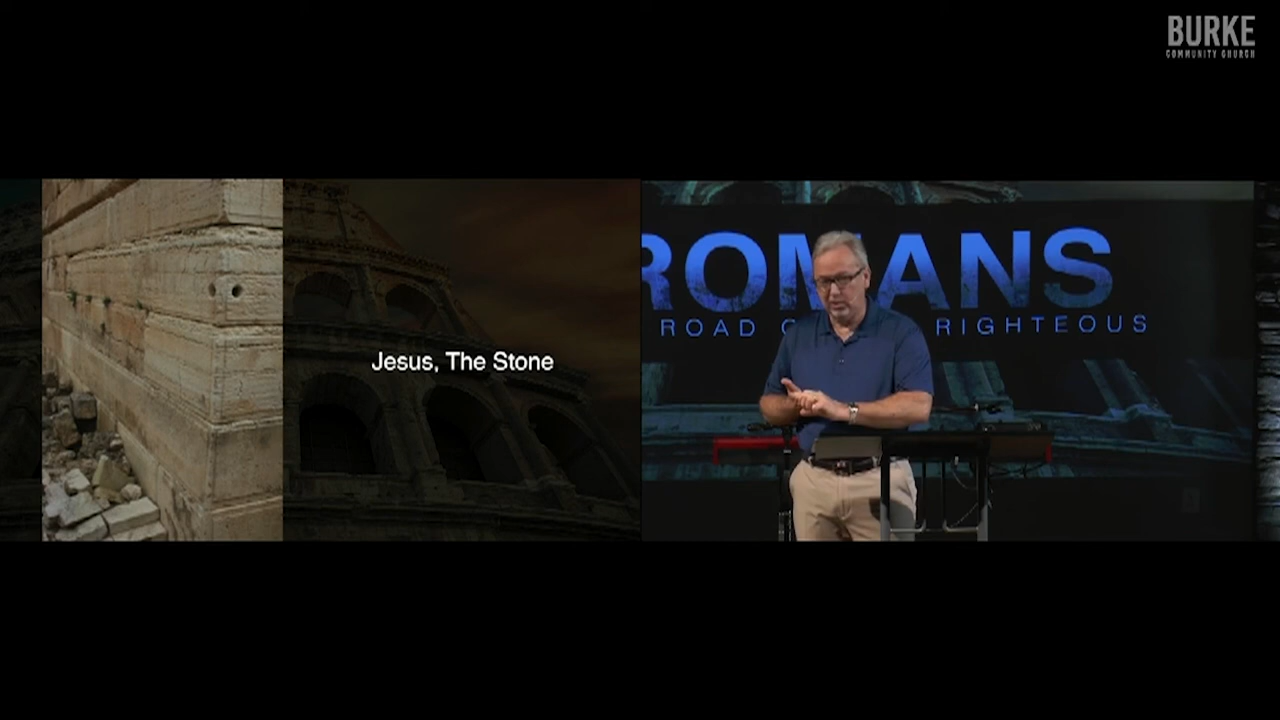 BURKE
COMMUNITY CHURCH
Jesus, The Stone
ROMANS
ROAD RIGHTEOUS